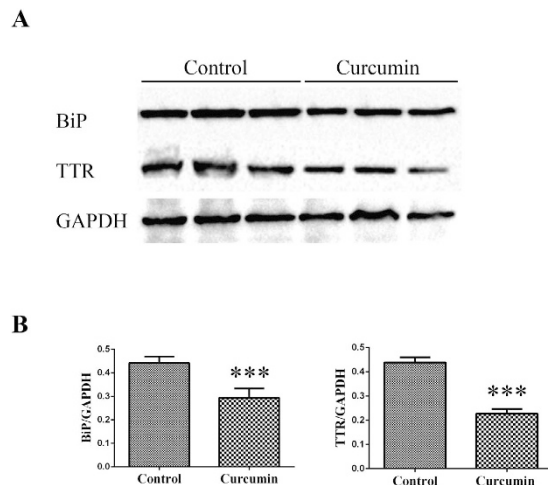 A
Control Curcumin
BiP
TTR
GAPDH
B
0.5
0.4
0.3
0.2
0.1
0.0
BiP/GAPDH
***
Control Curcumin
0.5
0.4
0.3
0.2
0.1
0.0
TTR/GAPDH
***
Control Curcumin